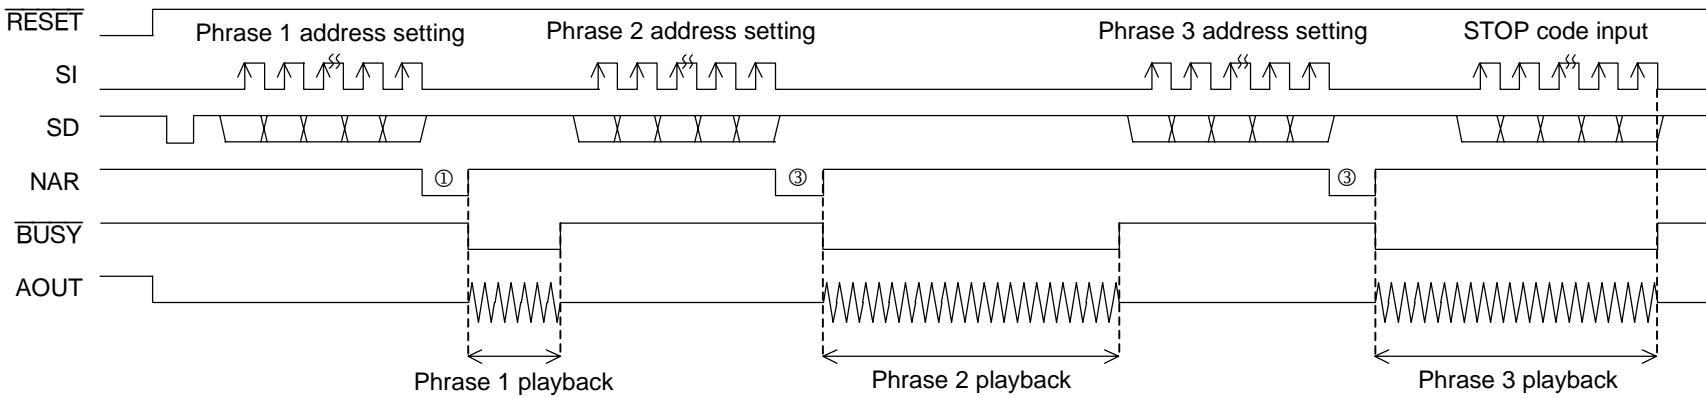 RESET
Phrase 1 address setting
Phrase 2 address setting
Phrase 3 address setting
STOP code input
SI
SD
NAR
①
③
③
BUSY
AOUT
Phrase 1 playback
Phrase 2 playback
Phrase 3 playback